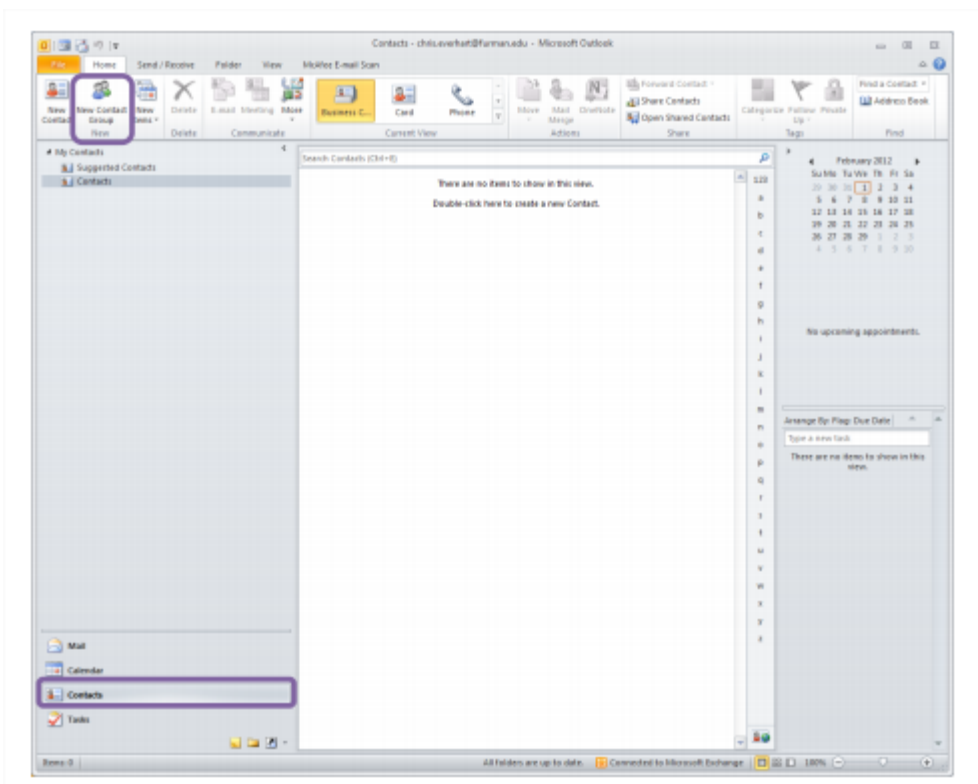 Contacts - chris.everhart@furman.edu - Microsoft Outlook
File Home Send / Receive Folder View McAfee E-mail Scan
New Contact
New Contact Group
New Items
Delete
E-mail Meeting More
Business C... Card Phone
Move Mail Merge OneNote
Forward Contact
Share Contacts
Open Shared Contacts
Categorize Follow Up Private
Find a Contact
Address Book
New Delete Communicate Current View Actions Share Tags Find
My Contacts
Suggested Contacts
Contacts
Search Contacts (Ctrl+E)
There are no items to show in this view.
Double-click here to create a new Contact.
123
a
b
c
d
e
f
g
h
i
j
k
l
m
n
o
p
q
r
s
t
u
v
w
x
y
z
February 2012
Su Mo Tu We Th Fr Sa
29 30 31 1 2 3 4
5 6 7 8 9 10 11
12 13 14 15 16 17 18
19 20 21 22 23 24 25
26 27 28 29 1 2 3
4 5 6 7 8 9 10
No upcoming appointments.
Arrange By: Flag: Due Date
Type a new task
There are no items to show in this
view.
Mail
Calendar
Contacts
Tasks
Items: 0
All folders are up to date. Connected to Microsoft Exchange 100%